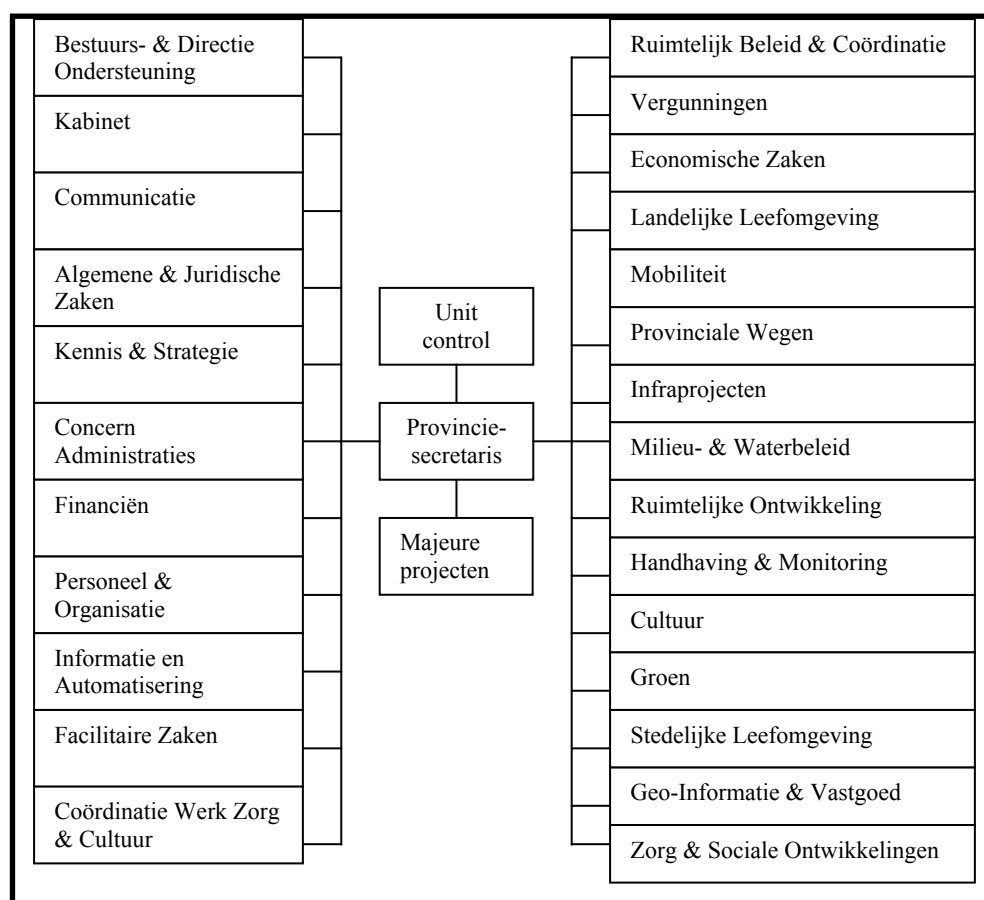 Bestuurs- & Directie
Ondersteuning
Kabinet
Communicatie
Algemene & Juridische
Zaken
Kennis & Strategie
Concern
Administraties
Financiën
Personeel &
Organisatie
Informatie en
Automatisering
Facilitaire Zaken
Coördinatie Werk Zorg
& Cultuur
Unit
control
Provincie-
secretaris
Majeure
projecten
Ruimtelijk Beleid & Coördinatie
Vergunningen
Economische Zaken
Landelijke Leefomgeving
Mobiliteit
Provinciale Wegen
Infraprojecten
Milieu- & Waterbeleid
Ruimtelijke Ontwikkeling
Handhaving & Monitoring
Cultuur
Groen
Stedelijke Leefomgeving
Geo-Informatie & Vastgoed
Zorg & Sociale Ontwikkelingen